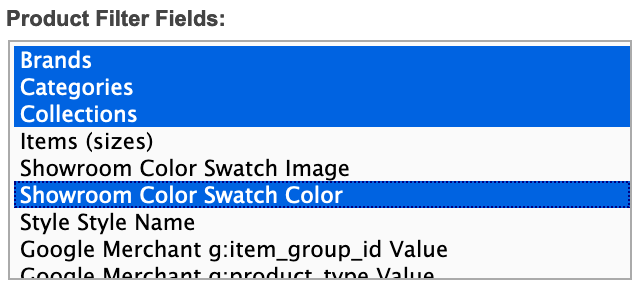 Product Filter Fields:
Brands
Categories
Collections
Items (sizes)
Showroom Color Swatch Image
Showroom Color Swatch Color
Style Style Name
Google Merchant g:item_group_id Value
Google Merchant g:product_type Value